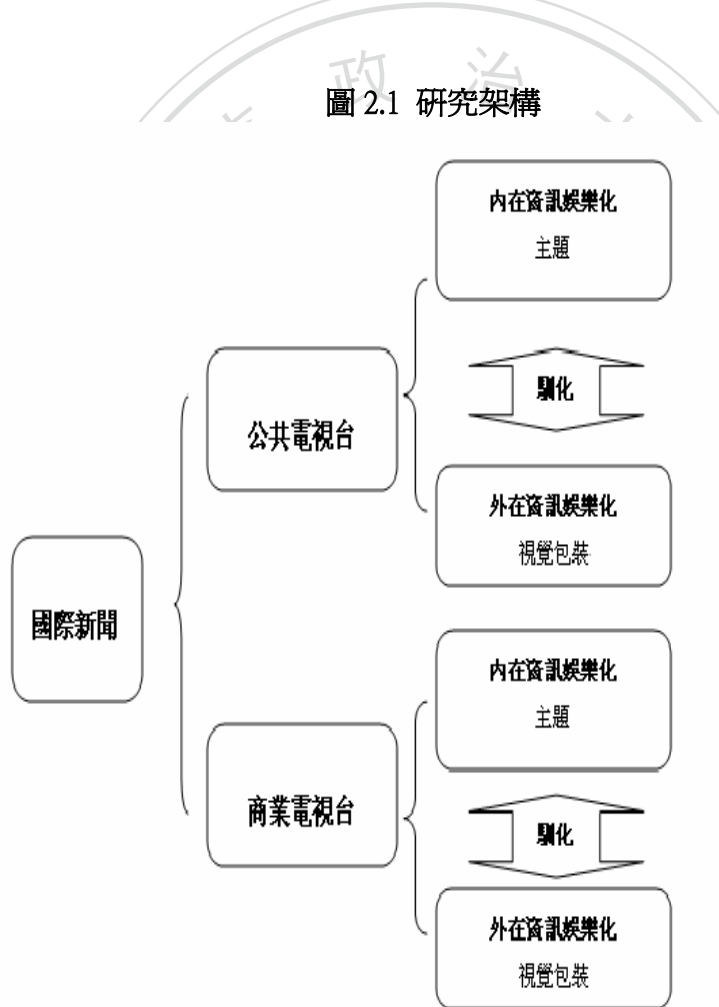 政 治
圖 2.1 研究架構
內在資訊娛樂化
主題
馴化
公共電視台
外在資訊娛樂化
視覺包裝
國際新聞
內在資訊娛樂化
主題
商業電視台
馴化
外在資訊娛樂化
視覺包裝